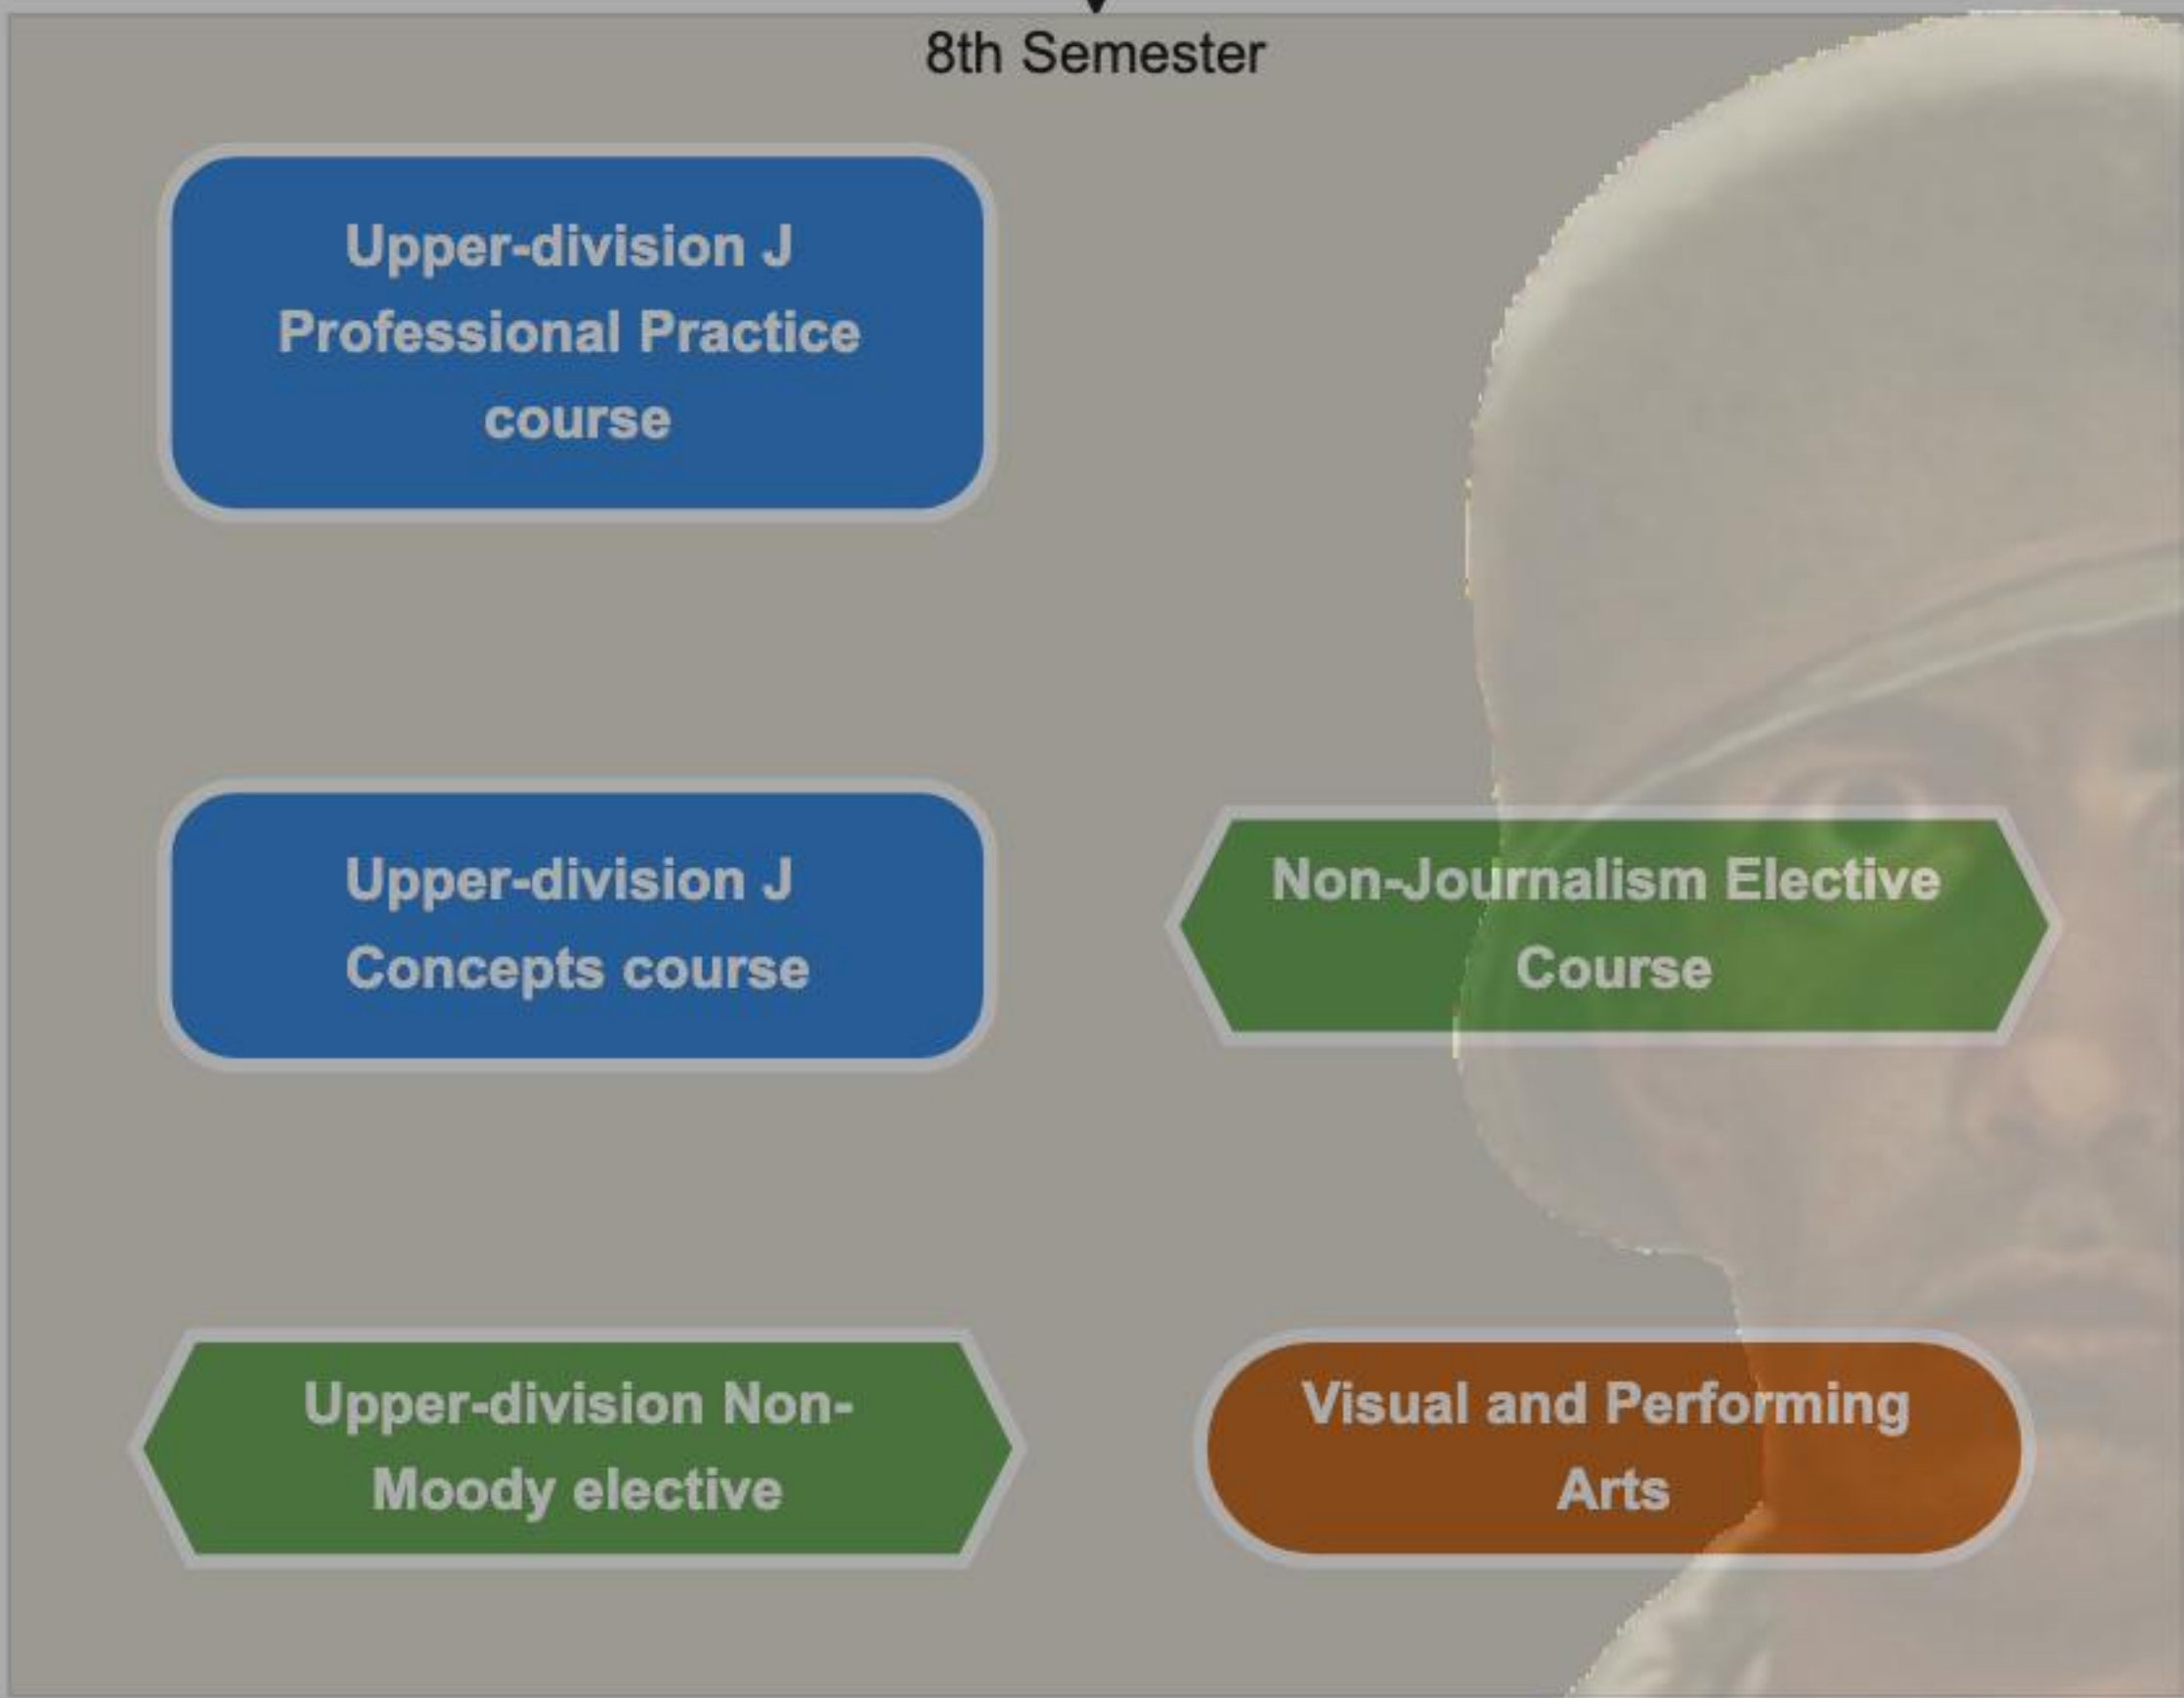 8th Semester
Upper-division J
Professional Practice
course
Upper-division J
Concepts course
Non-Journalism Elective
Course
Upper-division Non-
Moody elective
Visual and Performing
Arts